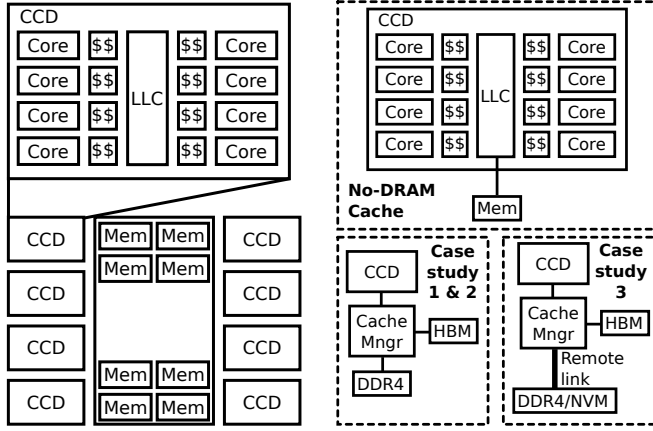 CCD
Core $$ $$ Core
Core $$ $$ Core
LLC
Core $$ $$ Core
Core $$ $$ Core
CCD Mem Mem CCD
Mem Mem
CCD CCD
CCD CCD
Mem Mem
CCD Mem Mem CCD
CCD
Core $$ $$ Core
Core $$ $$ Core
LLC
Core $$ $$ Core
Core $$ $$ Core
No-DRAM
Cache
Mem
Case
study
1 & 2
CCD
Cache
Mngr
HBM
DDR4
Case
study
3
CCD
Cache
Mngr
HBM
Remote
link
DDR4/NVM